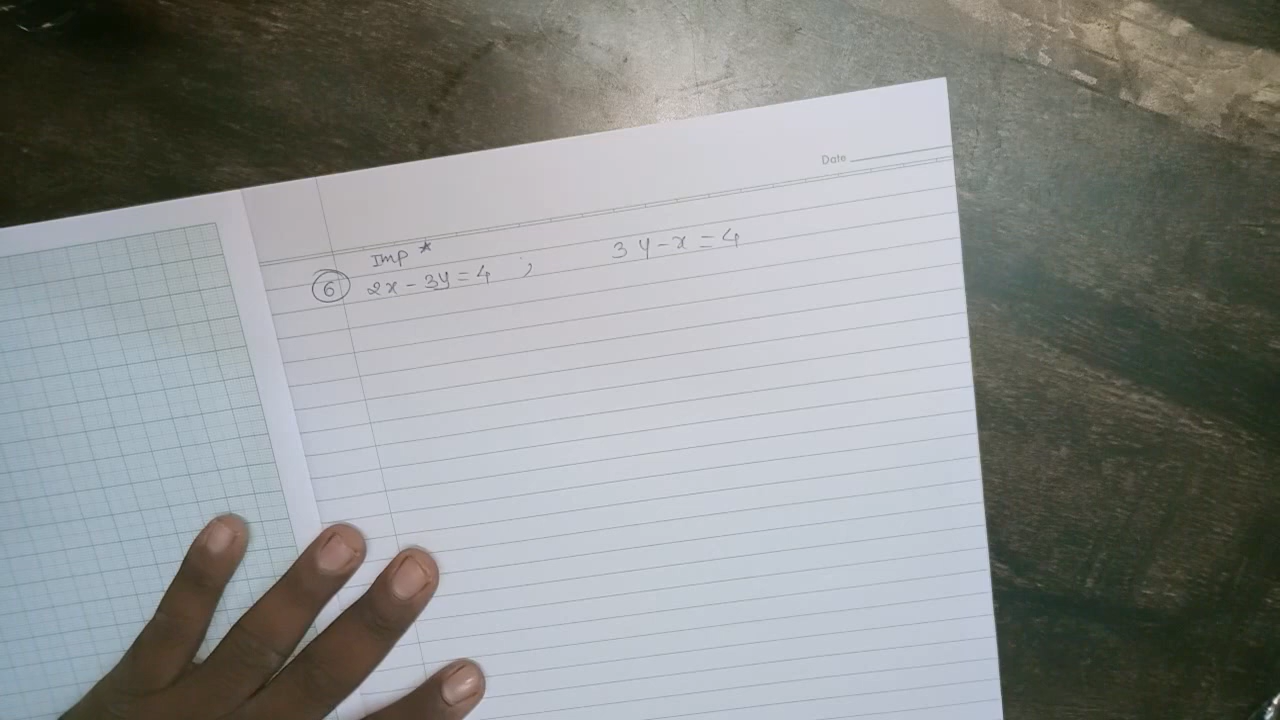 Date
Imp *
6 2x - 3y = 4 ; 3y - x = 4